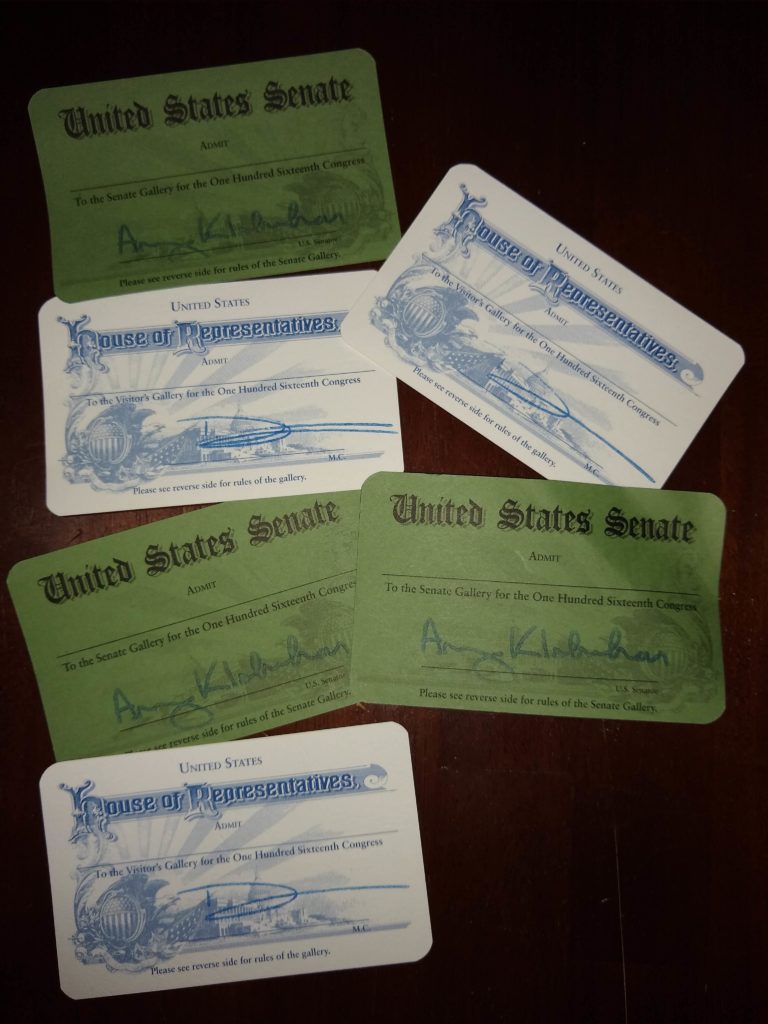 United States Senate
Admit
To the Senate Gallery for the One Hundred Sixteenth Congress
Amy Klobuchar
U.S. Senator
Please see reverse side for rules of the Senate Gallery.
United States
House of Representatives,
Admit
To the Visitor's Gallery for the One Hundred Sixteenth Congress
M.C.
Please see reverse side for rules of the gallery.
United States
House of Representatives,
Admit
To the Visitor's Gallery for the One Hundred Sixteenth Congress
M.C.
Please see reverse side for rules of the gallery.
United States Senate
Admit
To the Senate Gallery for the One Hundred Sixteenth Congres
Amy Klobuchar
U.S. Senator
Please see reverse side for rules of the Senate Gallery.
United States Senate
Admit
To the Senate Gallery for the One Hundred Sixteenth Congress
Amy Klobuchar
U.S. Senator
Please see reverse side for rules of the Senate Gallery.
United States
House of Representatives,
Admit
To the Visitor's Gallery for the One Hundred Sixteenth Congress
M.C.
Please see reverse side for rules of the gallery.